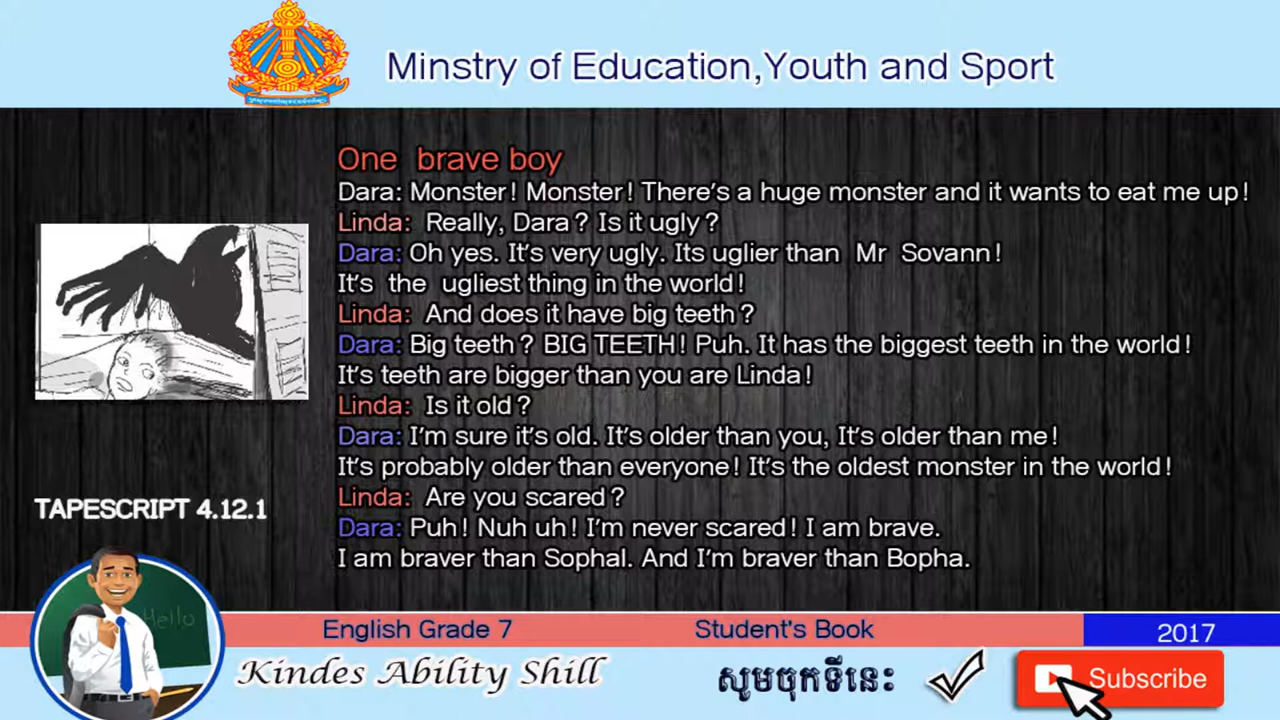 Minstry of Education,Youth and Sport
One brave boy
Dara: Monster! Monster! There's a huge monster and it wants to eat me up!
Linda: Really, Dara? Is it ugly?
Dara: Oh yes. It's very ugly. Its uglier than Mr Sovann!
It's the ugliest thing in the world!
Linda: And does it have big teeth?
Dara: Big teeth? BIG TEETH! Puh. It has the biggest teeth in the world!
It's teeth are bigger than you are Linda!
Linda: Is it old?
Dara: I'm sure it's old. It's older than you, It's older than me!
It's probably older than everyone! It's the oldest monster in the world!
Linda: Are you scared?
Dara: Puh! Nuh uh! I'm never scared! I am brave.
I am braver than Sophal. And I'm braver than Bopha.
TAPESCRIPT 4.12.1
Hello
English Grade 7
Student's Book
2017
Kindes Ability Shill
សូមចុកទីនេះ
Subscribe